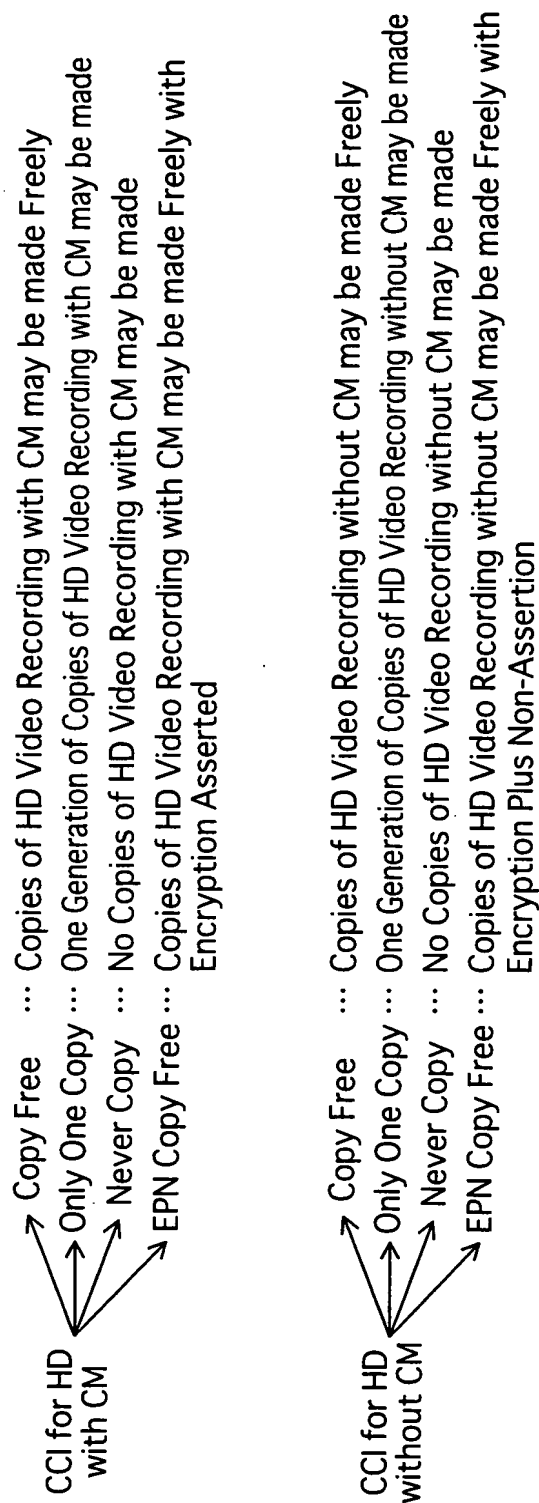 CCI for HD
with CM
Copy Free ··· Copies of HD Video Recording with CM may be made Freely
Only One Copy ··· One Generation of Copies of HD Video Recording with CM may be made
Never Copy ··· No Copies of HD Video Recording with CM may be made
EPN Copy Free ··· Copies of HD Video Recording with CM may be made Freely with
Encryption Asserted
CCI for HD
without CM
Copy Free ··· Copies of HD Video Recording without CM may be made Freely
Only One Copy ··· One Generation of Copies of HD Video Recording without CM may be made
Never Copy ··· No Copies of HD Video Recording without CM may be made
EPN Copy Free ··· Copies of HD Video Recording without CM may be made Freely with
Encryption Plus Non-Assertion